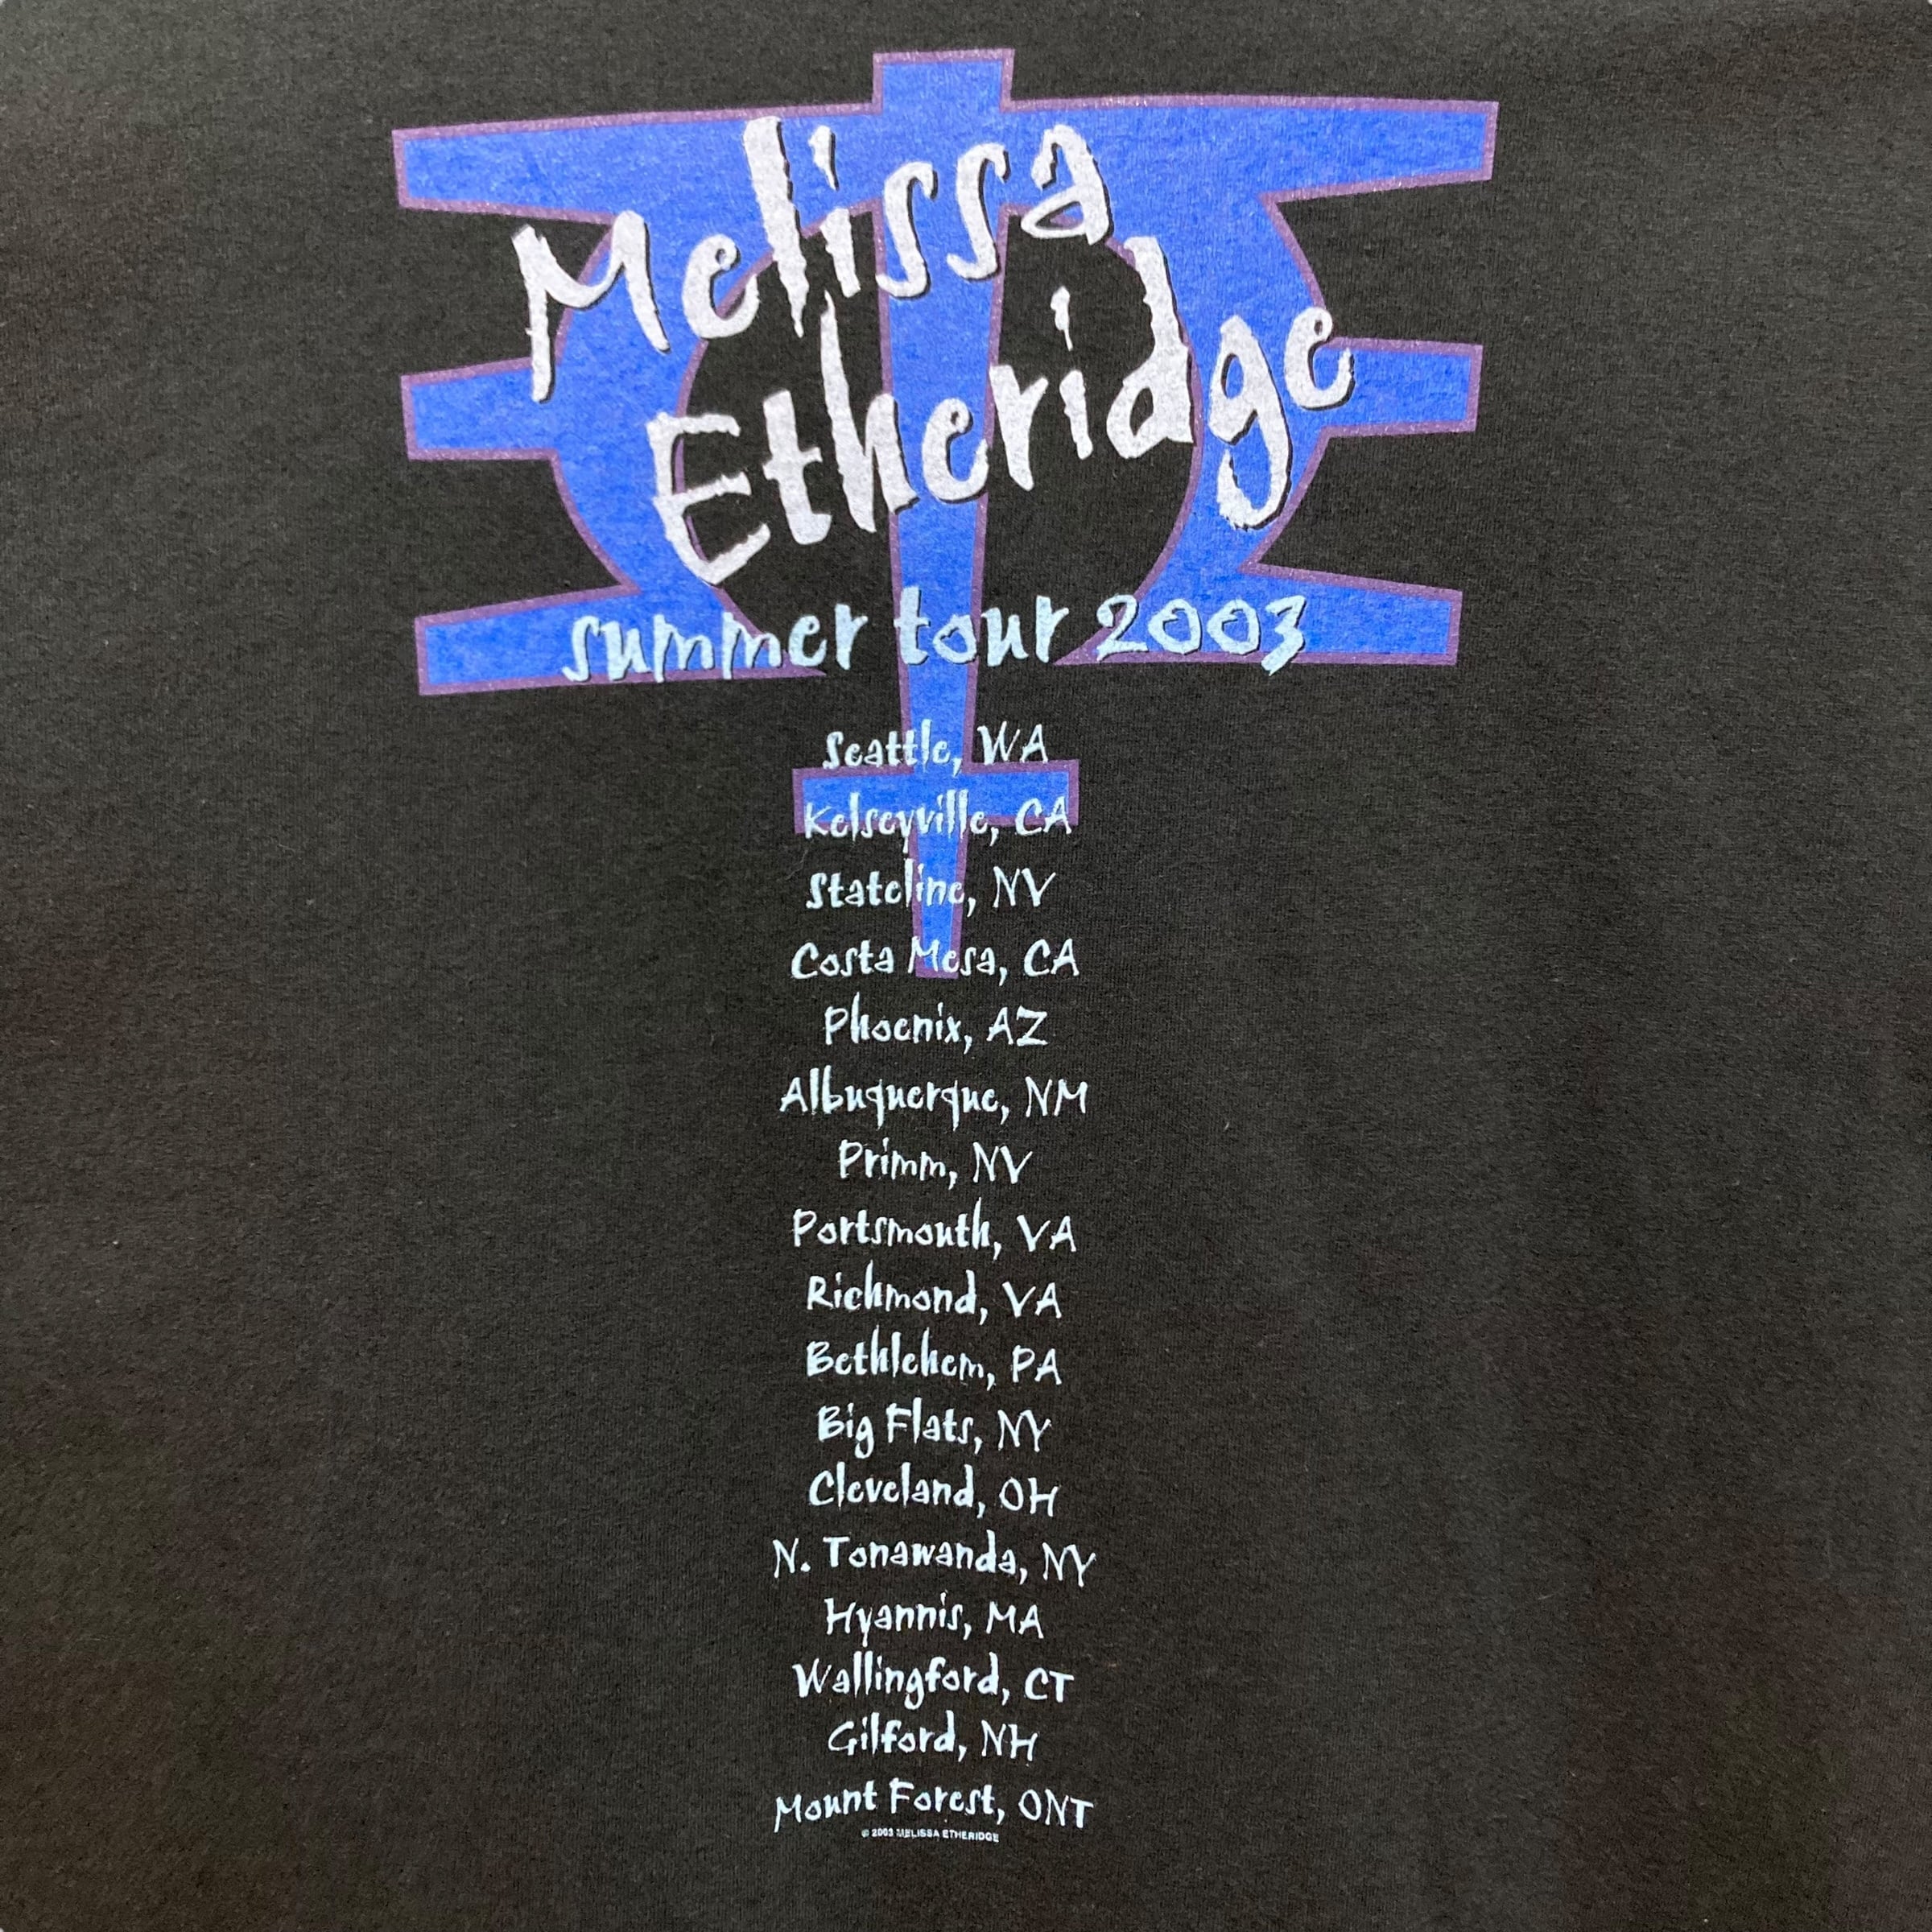 Melissa
Etheridge
summer tour 2003
Seattle, WA
Kelseyville, CA
Stateline, NV
Costa Mesa, CA
Phoenix, AZ
Albuquerque, NM
Primm, NV
Portsmouth, VA
Richmond, VA
Bethlehem, PA
Big Flats, NY
Cleveland, OH
N. Tonawanda, NY
Hyannis, MA
Wallingford, CT
Gilford, NH
Mount Forest, ONT
© 2003 MELISSA ETHERIDGE